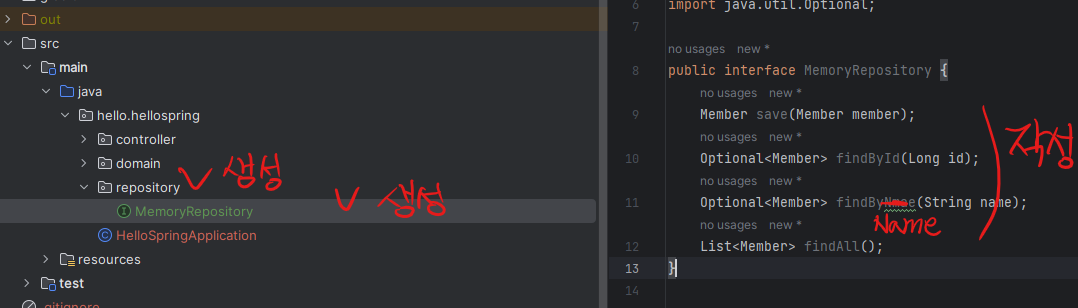 out
src
main
java
hello.hellospring
controller
domain
repository
생성
MemoryRepository
생성
HelloSpringApplication
resources
test
.gitignore
6 import java.util.Optional;
7
no usages new *
8 public interface MemoryRepository {
no usages new *
9 Member save(Member member);
no usages new *
10 Optional<Member> findById(Long id);
no usages new *
11 Optional<Member> findByNmae(String name);
Name
12 List<Member> findAll();
13 }
14
작성